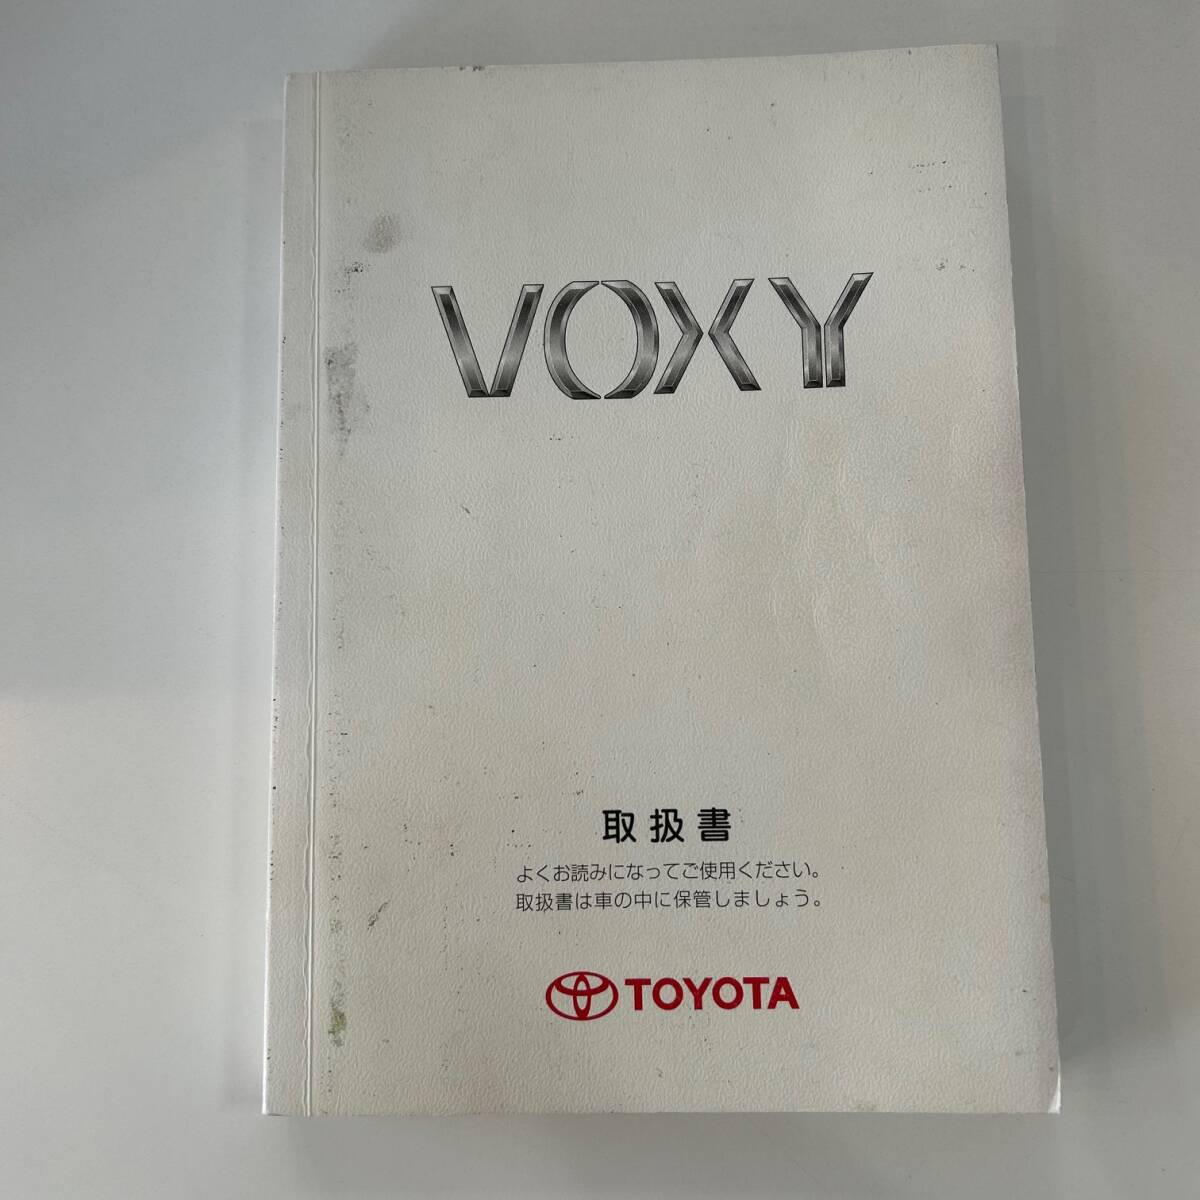 VOXY
取扱書
よくお読みになってご使用ください。
取扱書は車の中に保管しましょう。
TOYOTA